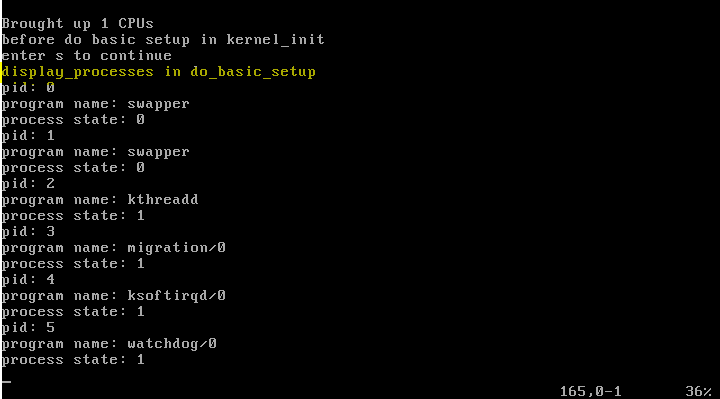 Brought up 1 CPUs
before do basic setup in kernel_init
enter s to continue
display_processes in do_basic_setup
pid: 0
program name: swapper
process state: 0
pid: 1
program name: swapper
process state: 0
pid: 2
program name: kthreadd
process state: 1
pid: 3
program name: migration/0
process state: 1
pid: 4
program name: ksoftirqd/0
process state: 1
pid: 5
program name: watchdog/0
process state: 1
165,0-1 36%